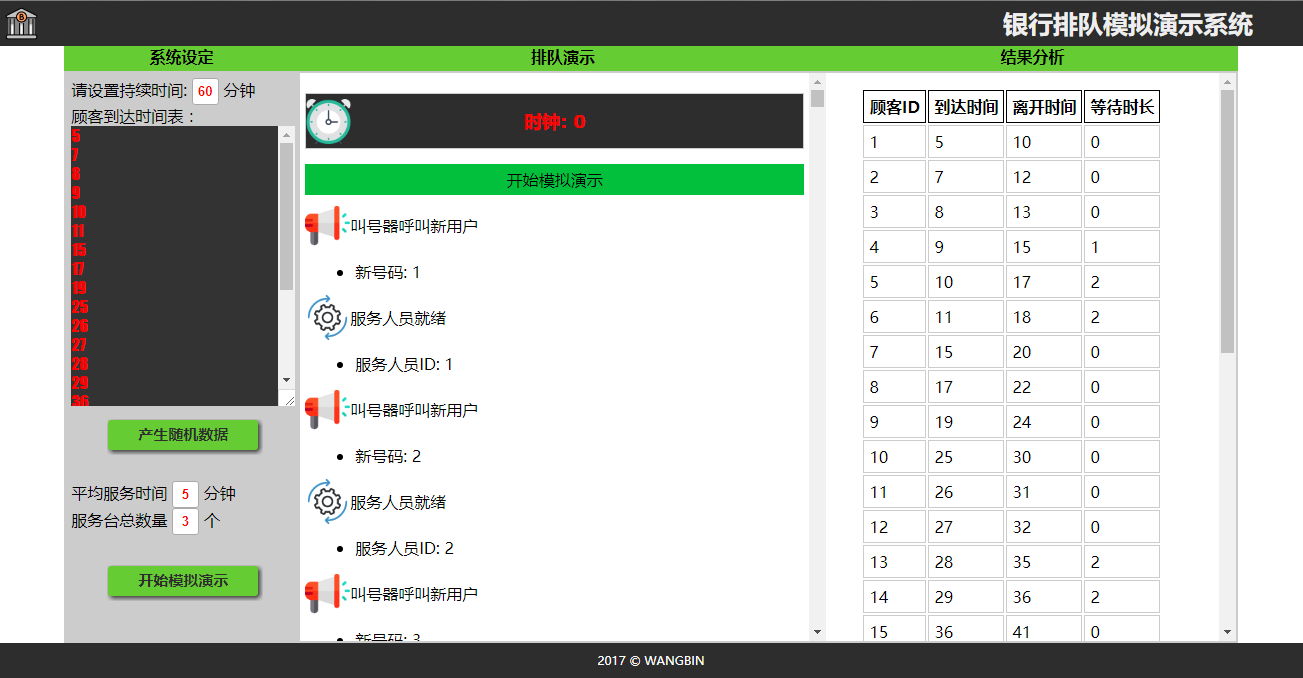 银行排队模拟演示系统
系统设定
排队演示
结果分析
请设置持续时间: 60 分钟
顾客到达时间表：
5
7
8
9
10
11
15
17
19
25
26
27
28
29
36
产生随机数据
平均服务时间 5 分钟
服务台总数量 3 个
开始模拟演示
时钟: 0
开始模拟演示
叫号器呼叫新用户
• 新号码: 1
服务人员就绪
• 服务人员ID: 1
叫号器呼叫新用户
• 新号码: 2
服务人员就绪
• 服务人员ID: 2
叫号器呼叫新用户
• 新号码: 3
顾客ID 到达时间 离开时间 等待时长
1 5 10 0
2 7 12 0
3 8 13 0
4 9 15 1
5 10 17 2
6 11 18 2
7 15 20 0
8 17 22 0
9 19 24 0
10 25 30 0
11 26 31 0
12 27 32 0
13 28 35 2
14 29 36 2
15 36 41 0
2017 © WANGBIN